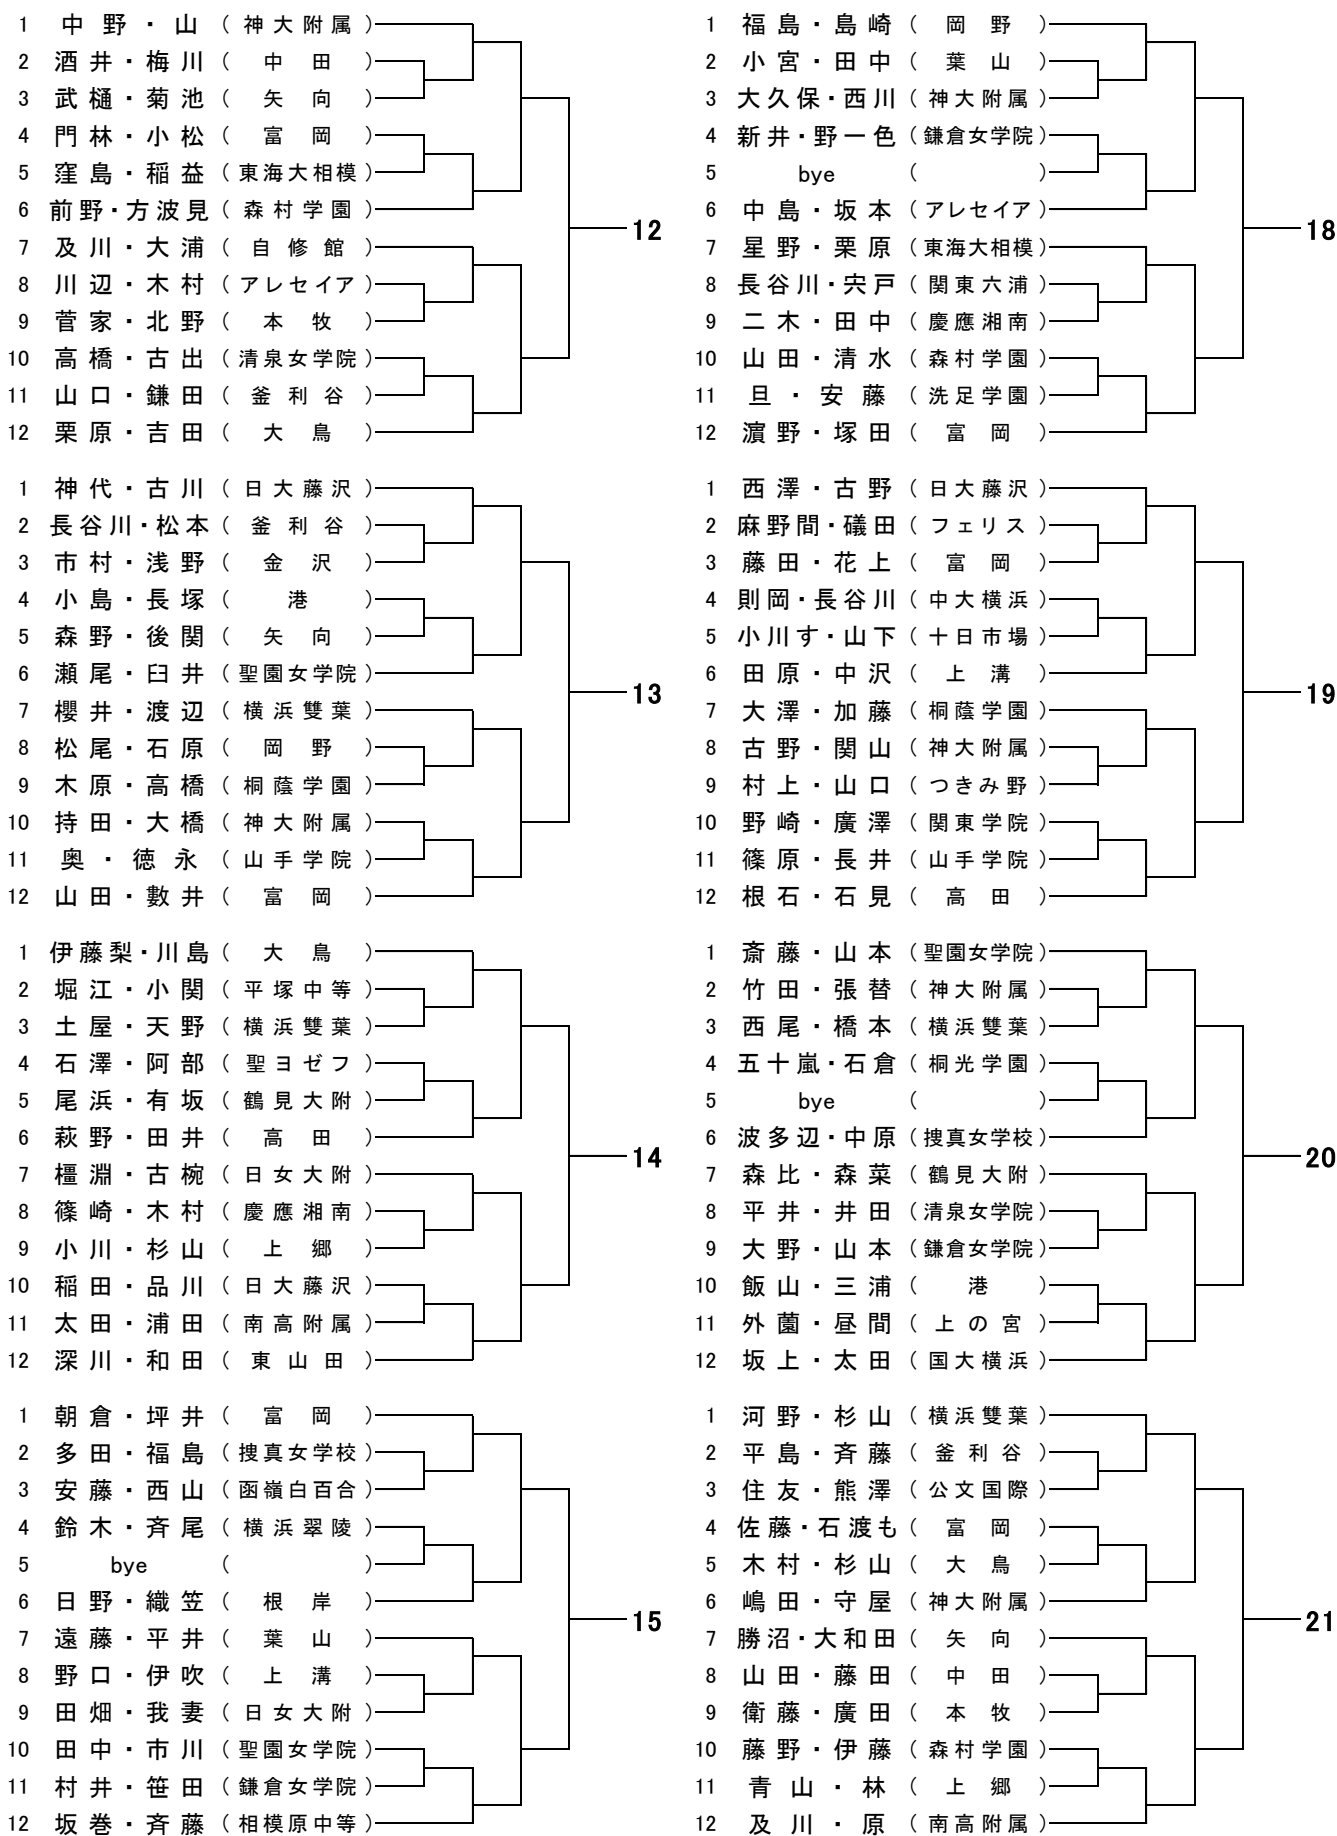 1 中野・山 (神大附属)
2 酒井・梅川 (中田)
3 武樋・菊池 (矢向)
4 門林・小松 (富岡)
5 窪島・稲益 (東海大相模)
6 前野・方波見 (森村学園)
7 及川・大浦 (自修館)
8 川辺・木村 (アレセイア)
9 菅家・北野 (本牧)
10 高橋・古出 (清泉女学院)
11 山口・鎌田 (釜利谷)
12 栗原・吉田 (大鳥)
12
1 神代・古川 (日大藤沢)
2 長谷川・松本 (釜利谷)
3 市村・浅野 (金沢)
4 小島・長塚 (港)
5 森野・後関 (矢向)
6 瀬尾・臼井 (聖園女学院)
7 櫻井・渡辺 (横浜雙葉)
8 松尾・石原 (岡野)
9 木原・高橋 (桐蔭学園)
10 持田・大橋 (神大附属)
11 奥・徳永 (山手学院)
12 山田・數井 (富岡)
13
1 伊藤梨・川島 (大鳥)
2 堀江・小関 (平塚中等)
3 土屋・天野 (横浜雙葉)
4 石澤・阿部 (聖ヨゼフ)
5 尾浜・有坂 (鶴見大附)
6 萩野・田井 (高田)
7 橿淵・古椀 (日女大附)
8 篠崎・木村 (慶應湘南)
9 小川・杉山 (上郷)
10 稲田・品川 (日大藤沢)
11 太田・浦田 (南高附属)
12 深川・和田 (東山田)
14
1 朝倉・坪井 (富岡)
2 多田・福島 (捜真女学校)
3 安藤・西山 (函嶺白百合)
4 鈴木・斉尾 (横浜翠陵)
5 bye ( )
6 日野・織笠 (根岸)
7 遠藤・平井 (葉山)
8 野口・伊吹 (上溝)
9 田畑・我妻 (日女大附)
10 田中・市川 (聖園女学院)
11 村井・笹田 (鎌倉女学院)
12 坂巻・斉藤 (相模原中等)
15
1 福島・島崎 (岡野)
2 小宮・田中 (葉山)
3 大久保・西川 (神大附属)
4 新井・野一色 (鎌倉女学院)
5 bye ( )
6 中島・坂本 (アレセイア)
7 星野・栗原 (東海大相模)
8 長谷川・宍戸 (関東六浦)
9 二木・田中 (慶應湘南)
10 山田・清水 (森村学園)
11 旦・安藤 (洗足学園)
12 濵野・塚田 (富岡)
18
1 西澤・古野 (日大藤沢)
2 麻野間・礒田 (フェリス)
3 藤田・花上 (富岡)
4 則岡・長谷川 (中大横浜)
5 小川す・山下 (十日市場)
6 田原・中沢 (上溝)
7 大澤・加藤 (桐蔭学園)
8 古野・関山 (神大附属)
9 村上・山口 (つきみ野)
10 野崎・廣澤 (関東学院)
11 篠原・長井 (山手学院)
12 根石・石見 (高田)
19
1 斎藤・山本 (聖園女学院)
2 竹田・張替 (神大附属)
3 西尾・橋本 (横浜雙葉)
4 五十嵐・石倉 (桐光学園)
5 bye ( )
6 波多辺・中原 (捜真女学校)
7 森比・森菜 (鶴見大附)
8 平井・井田 (清泉女学院)
9 大野・山本 (鎌倉女学院)
10 飯山・三浦 (港)
11 外薗・昼間 (上の宮)
12 坂上・太田 (国大横浜)
20
1 河野・杉山 (横浜雙葉)
2 平島・斉藤 (釜利谷)
3 住友・熊澤 (公文国際)
4 佐藤・石渡も (富岡)
5 木村・杉山 (大鳥)
6 嶋田・守屋 (神大附属)
7 勝沼・大和田 (矢向)
8 山田・藤田 (中田)
9 衛藤・廣田 (本牧)
10 藤野・伊藤 (森村学園)
11 青山・林 (上郷)
12 及川・原 (南高附属)
21